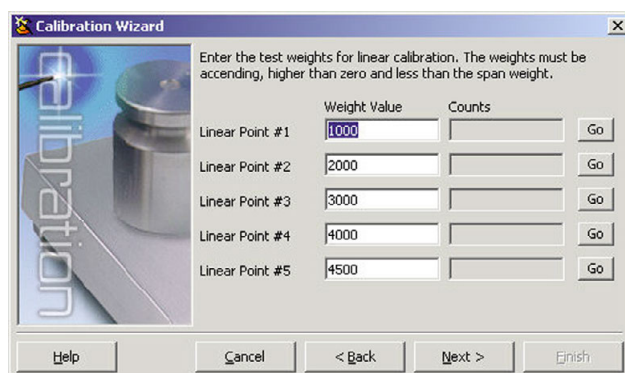 Calibration Wizard
Enter the test weights for linear calibration. The weights must be
accending, higher than zero and less than the span weight.
Weight Value Counts
Linear Point #1 1000 Go
Linear Point #2 2000 Go
Linear Point #3 3000 Go
Linear Point #4 4000 Go
Linear Point #5 4500 Go
calibration
Help Cancel < Back Next > Finish